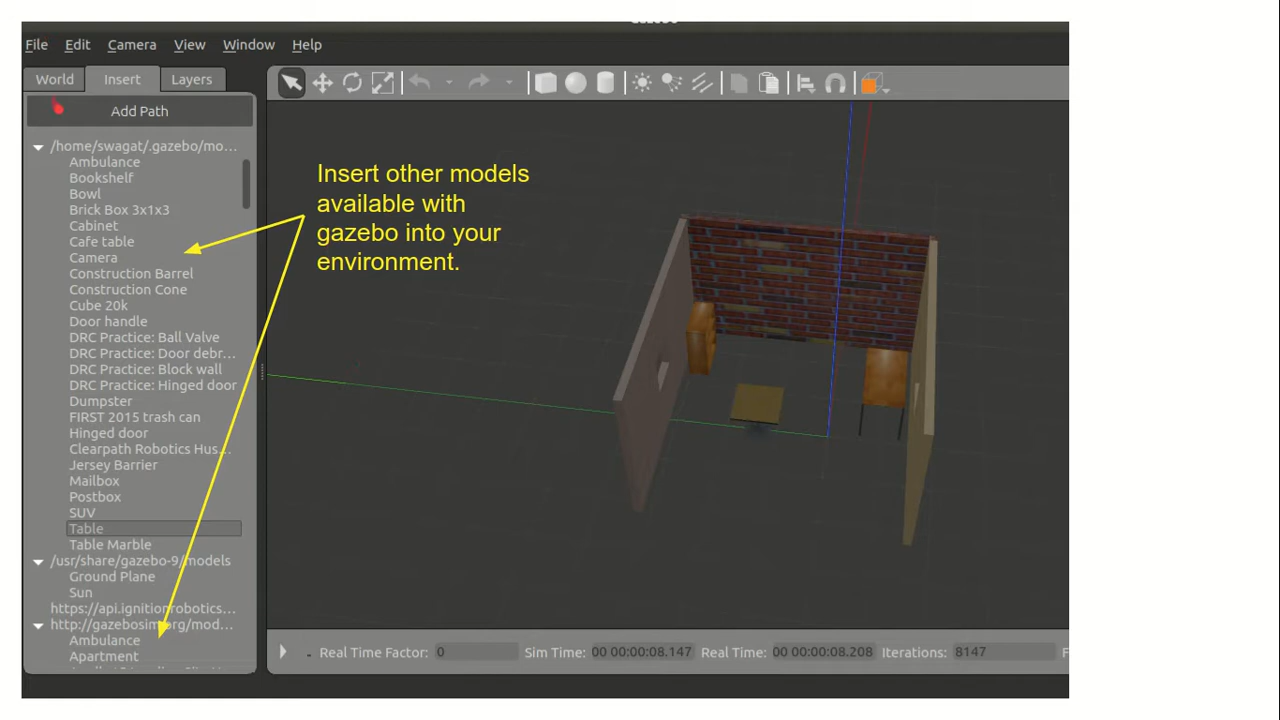 File Edit Camera View Window Help
World Insert Layers
Add Path
/home/swagat/.gazebo/mo...
Ambulance
Bookshelf
Bowl
Brick Box 3x1x3
Cabinet
Cafe table
Camera
Construction Barrel
Construction Cone
Cube 20k
Door handle
DRC Practice: Ball Valve
DRC Practice: Door debr...
DRC Practice: Block wall
DRC Practice: Hinged door
Dumpster
FIRST 2015 trash can
Hinged door
Clearpath Robotics Hus...
Jersey Barrier
Mailbox
Postbox
SUV
Table
Table Marble
/usr/share/gazebo-9/models
Ground Plane
Sun
https://api.ignitionrobotics...
http://gazebosim.org/mod...
Ambulance
Apartment
Insert other models
available with
gazebo into your
environment.
Real Time Factor: 0 Sim Time: 00 00:00:08.147 Real Time: 00 00:00:08.208 Iterations: 8147